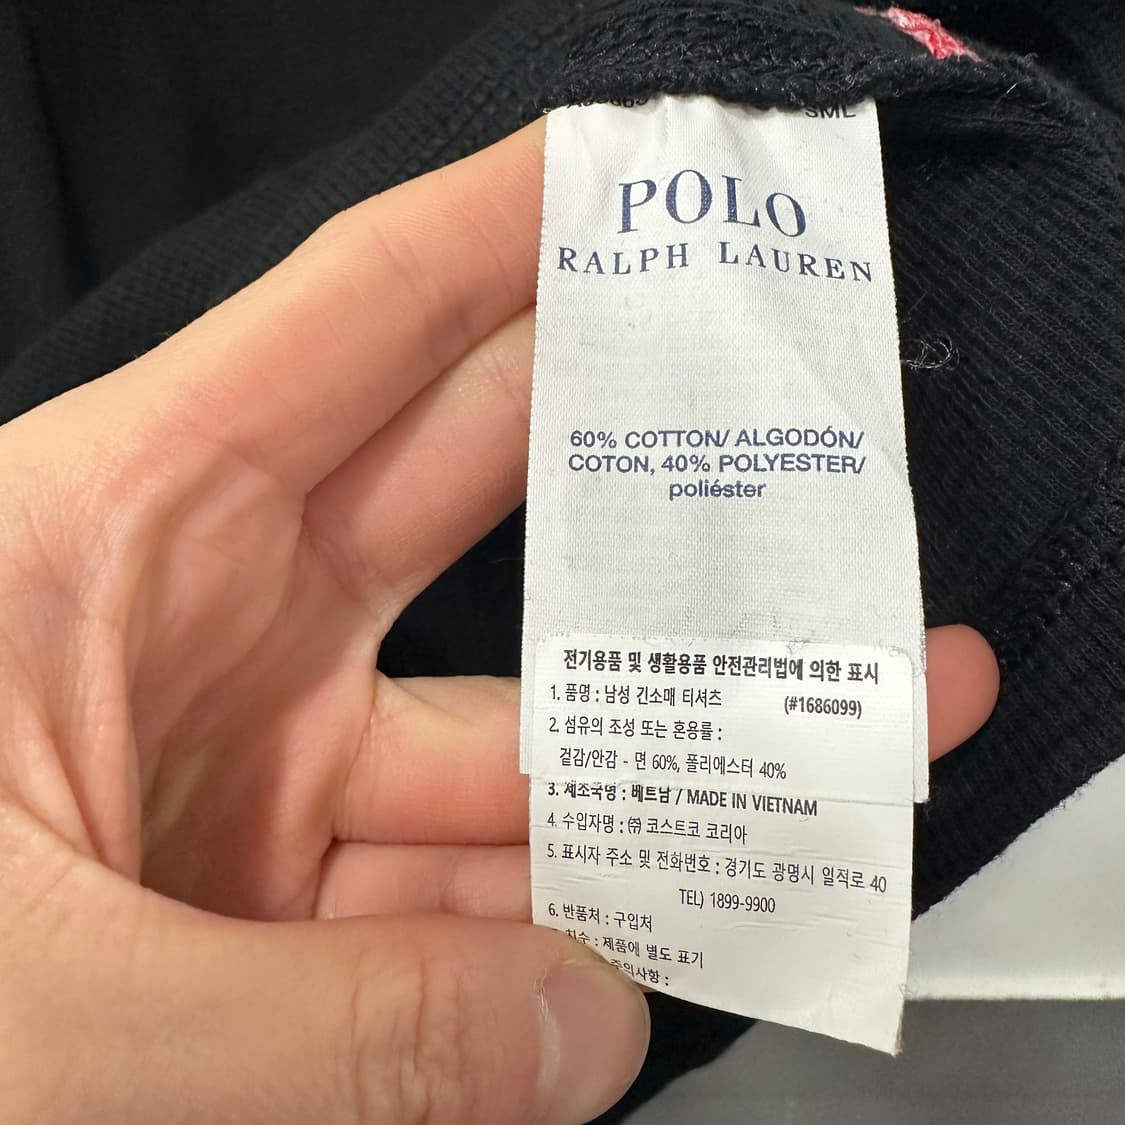 SML
POLO
RALPH LAUREN
60% COTTON/ ALGODÓN/
COTON, 40% POLYESTER/
poliéster
전기용품 및 생활용품 안전관리법에 의한 표시
1. 품명 : 남성 긴소매 티셔츠 (#1686099)
2. 섬유의 조성 또는 혼용률 :
겉감/안감 - 면 60%, 폴리에스터 40%
3. 제조국명 : 베트남 / MADE IN VIETNAM
4. 수입자명 : ㈜ 코스트코 코리아
5. 표시자 주소 및 전화번호 : 경기도 광명시 일직로 40
TEL) 1899-9900
6. 반품처 : 구입처
치수 : 제품에 별도 표기
주의사항 :